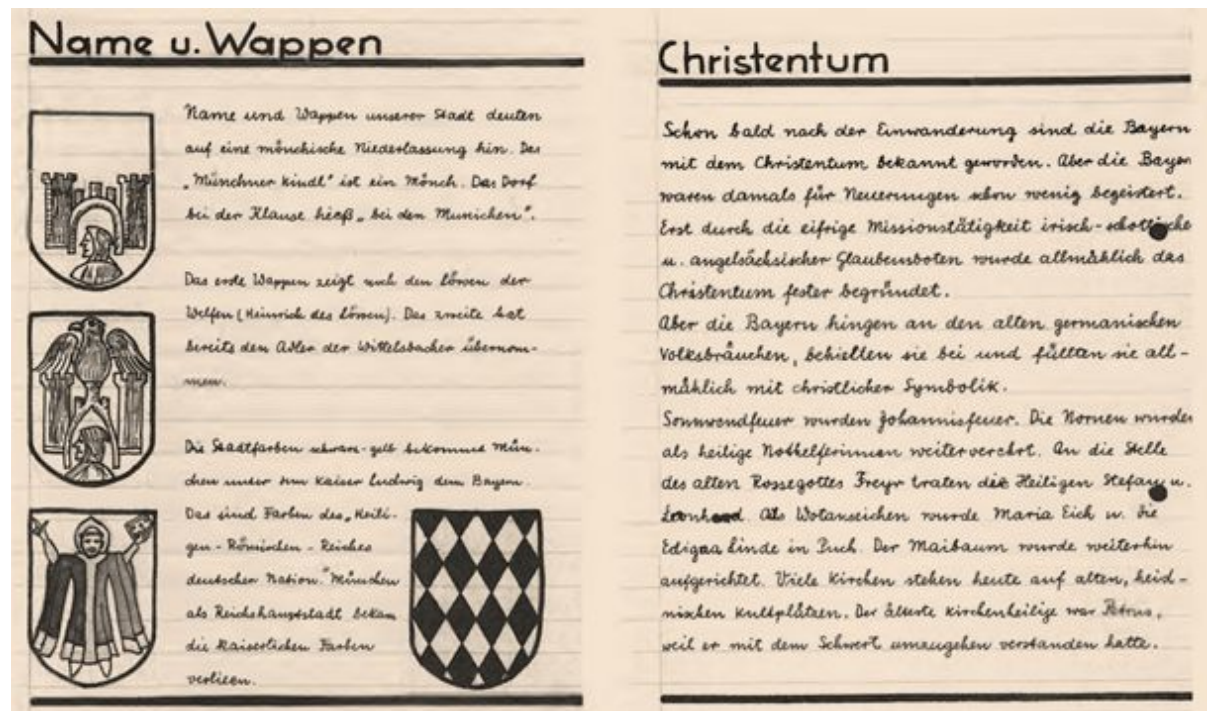 Name u. Wappen
Name und Wappen unserer Stadt deuten
auf eine mönchische Niederlassung hin. Das
„Münchner Kindl" ist ein Mönch. Das Dorf
bei der Klause hieß „bei den Munichen".
Das erste Wappen zeigt noch den Löwen der
Welfen (Heinrich des Löwen). Das zweite hat
bereits den Adler der Wittelsbacher übernom-
men.
Die Stadtfarben schwarz-gelb bekommt Mün-
chen unter dem Kaiser Ludwig dem Bayern.
Das sind Farben des „Heili-
gen-Römischen-Reiches
deutscher Nation." München
als Reichshauptstadt bekam
die kaiserlichen Farben
verliehen.
Christentum
Schon bald nach der Einwanderung sind die Bayern
mit dem Christentum bekannt geworden. Aber die Bayern
waren damals für Neuerungen schon wenig begeistert.
Erst durch die eifrige Missionstätigkeit irisch-schottische
u. angelsächsischer Glaubensboten wurde allmählich das
Christentum fester begründet.
Aber die Bayern hingen an den alten germanischen
Volksbräuchen, behielten sie bei und füllten sie all-
mählich mit christlicher Symbolik.
Sonnwendfeuer wurden Johannisfeuer. Die Nornen wurden
als heilige Nothelferinnen weiterverehrt. An die Stelle
des alten Rossegottes Freyr traten die Heiligen Stefan u.
Leonhard. Als Wotanseichen wurde Maria Eich u. die
Edigna Linde in Puch. Der Maibaum wurde weiterhin
aufgerichtet. Viele Kirchen stehen heute auf alten, heid-
nischen Kultplätzen. Der älteste Kirchenheilige war Petrus,
weil er mit dem Schwert umzugehen verstanden hatte.